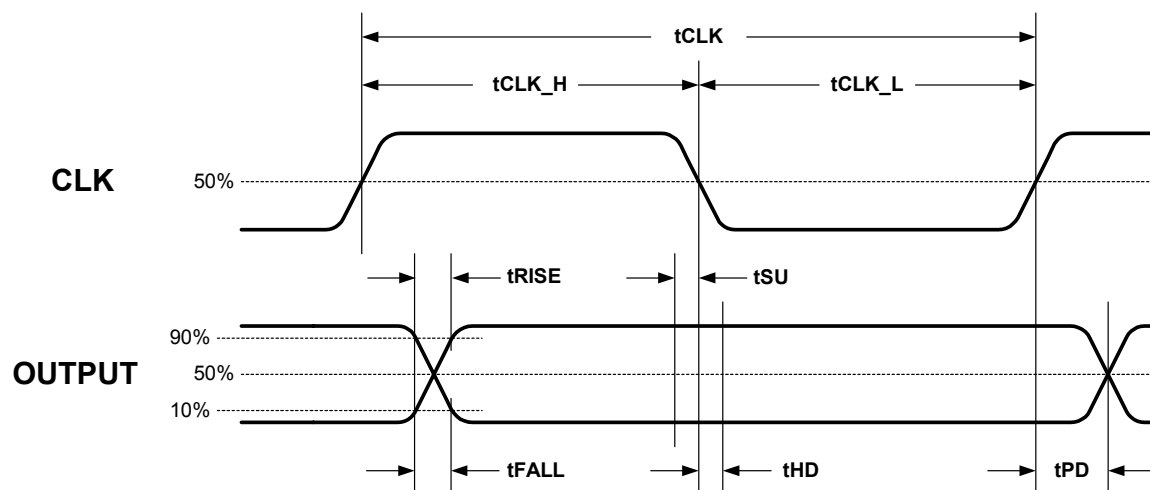 tCLK
tCLK_H tCLK_L
CLK 50%
tRISE tSU
90%
OUTPUT 50%
10%
tFALL tHD tPD